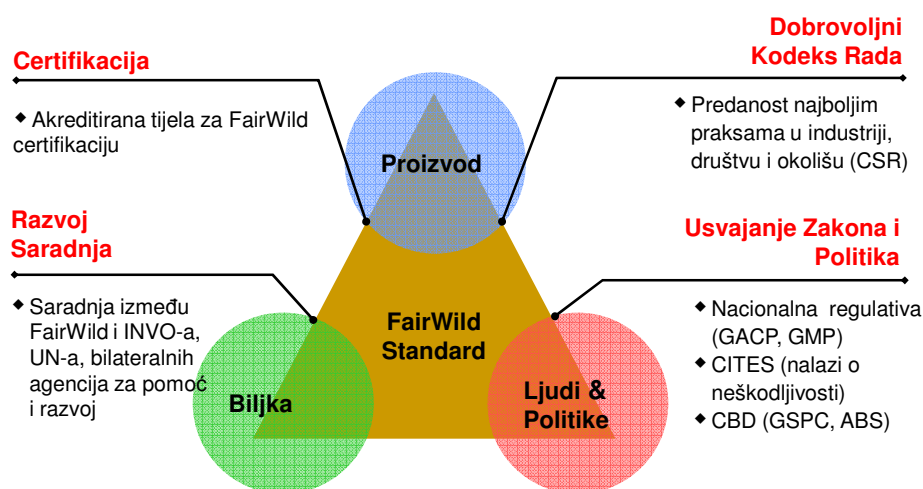 Certifikacija
◆ Akreditirana tijela za FairWild
certifikaciju
Dobrovoljni
Kodeks Rada
◆ Predanost najboljim
praksama u industriji,
društvu i okolišu (CSR)
Proizvod
Razvoj
Saradnja
◆ Saradnja između
FairWild i INVO-a,
UN-a, bilateralnih
agencija za pomoć
i razvoj
Usvajanje Zakona i
Politika
◆ Nacionalna regulativa
(GACP, GMP)
◆ CITES (nalazi o
neškodljivosti)
◆ CBD (GSPC, ABS)
FairWild
Standard
Biljka
Ljudi &
Politike